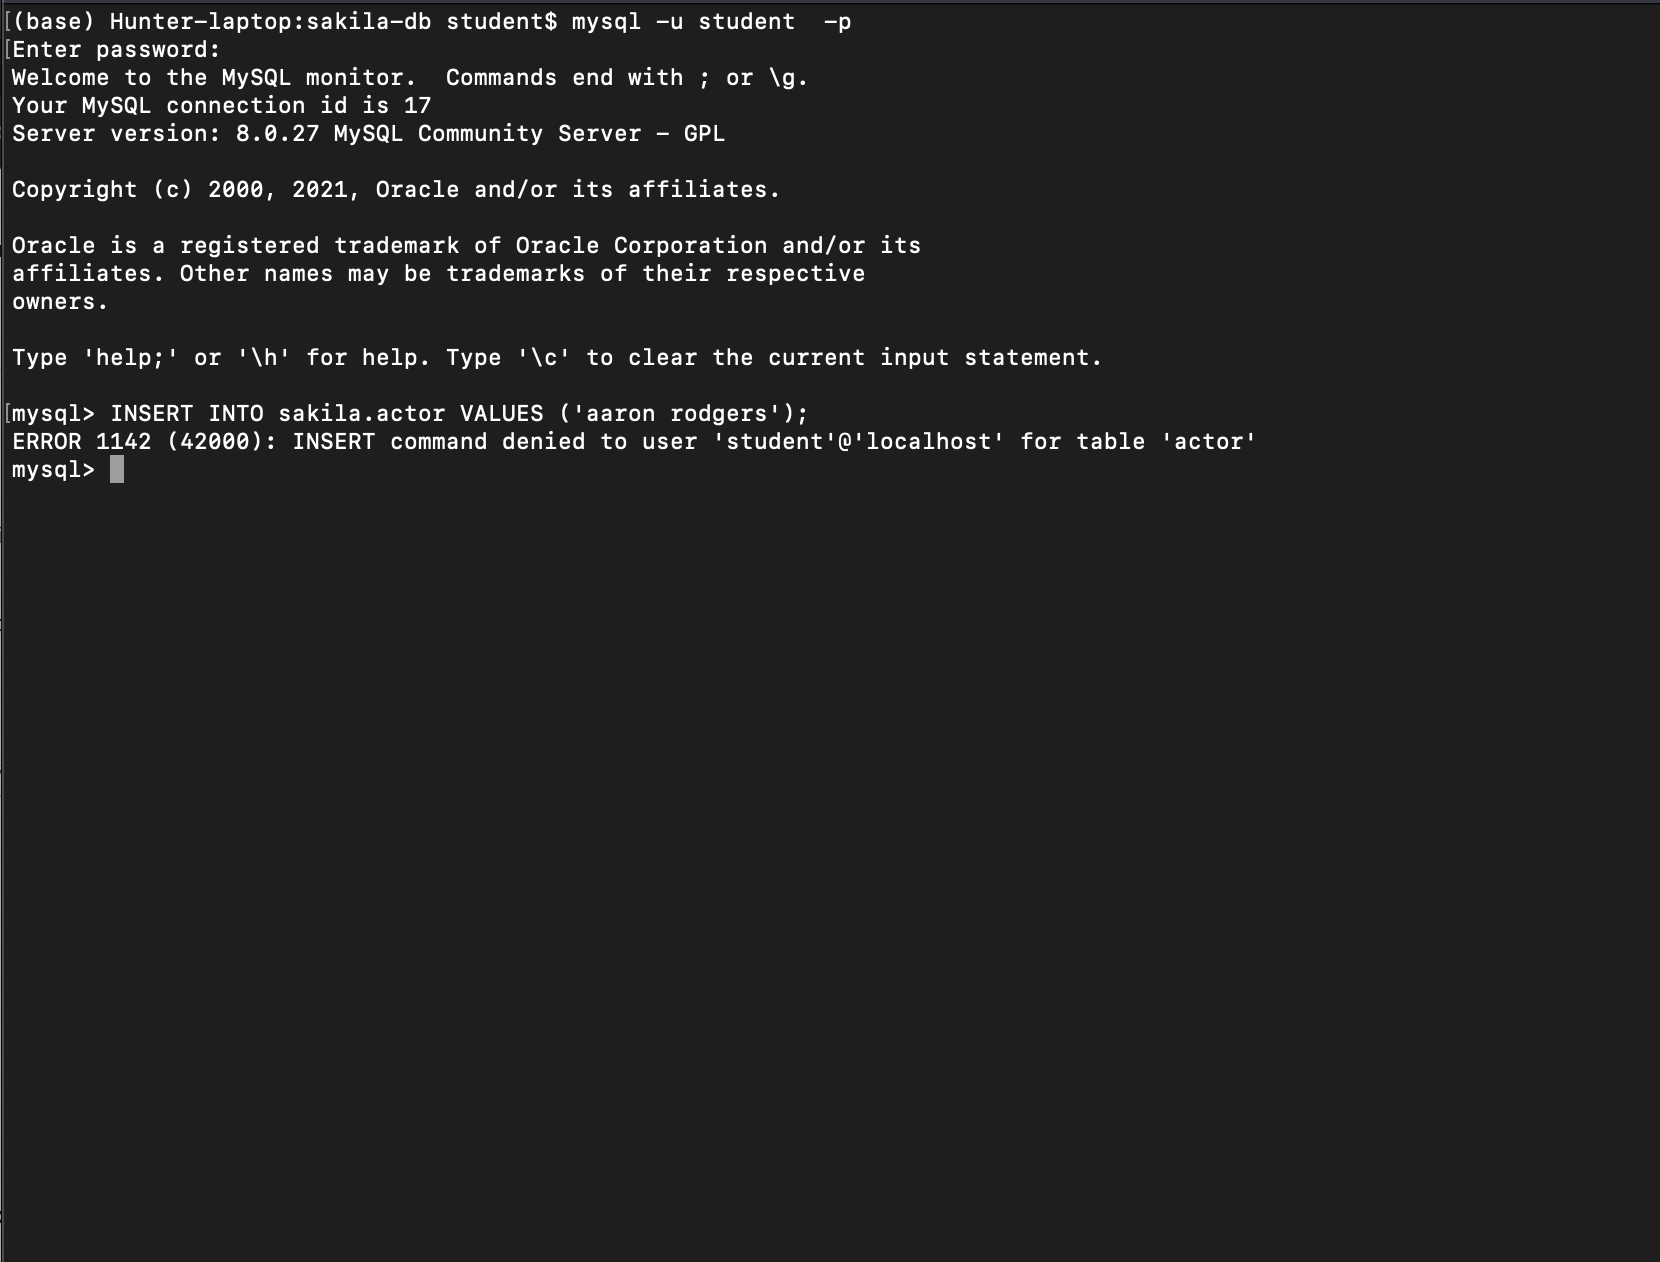 [(base) Hunter-laptop:sakila-db student$ mysql -u student  -p
[Enter password:
Welcome to the MySQL monitor.  Commands end with ; or \g.
Your MySQL connection id is 17
Server version: 8.0.27 MySQL Community Server - GPL
Copyright (c) 2000, 2021, Oracle and/or its affiliates.
Oracle is a registered trademark of Oracle Corporation and/or its
affiliates. Other names may be trademarks of their respective
owners.
Type 'help;' or '\h' for help. Type '\c' to clear the current input statement.
[mysql> INSERT INTO sakila.actor VALUES ('aaron rodgers');
ERROR 1142 (42000): INSERT command denied to user 'student'@'localhost' for table 'actor'
mysql>